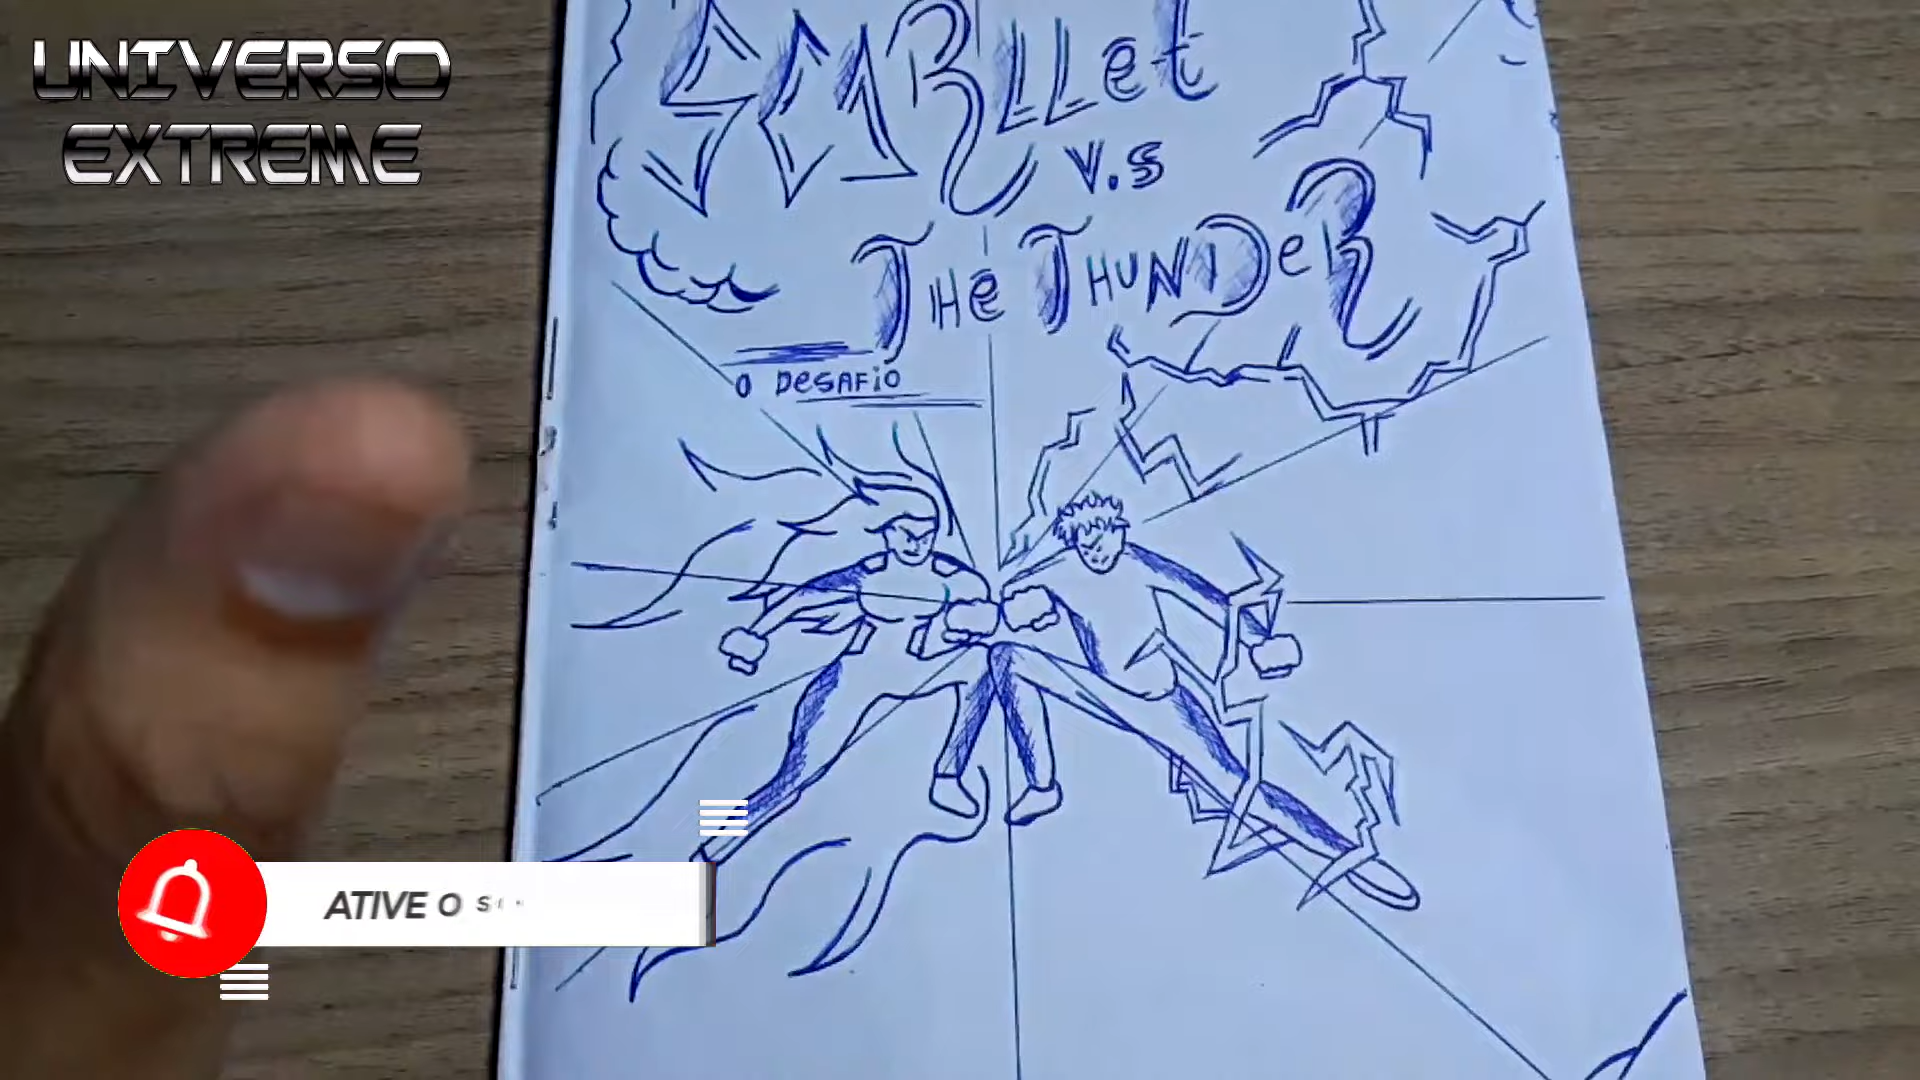 UNIVERSO
EXTREME
SCARLLet
V.S
THe THUNDeR
O DeSAFiO
ATIVE O